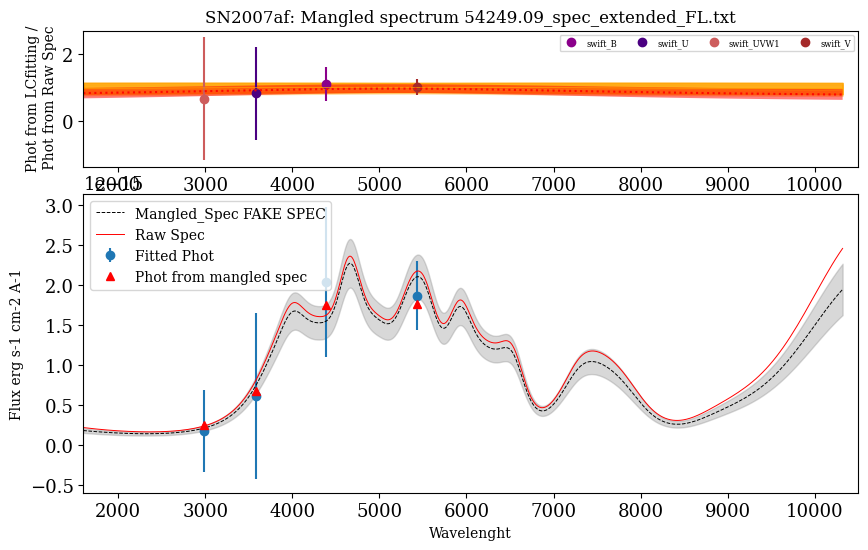 SN2007af: Mangled spectrum 54249.09_spec_extended_FL.txt
Phot from LCfitting /
Phot from Raw Spec
2
0
swift_B
swift_U
swift_UVW1
swift_V
2000 3000 4000 5000 6000 7000 8000 9000 10000
1e−15
Flux erg s-1 cm-2 A-1
3.0
2.5
2.0
1.5
1.0
0.5
0.0
−0.5
Mangled_Spec FAKE SPEC
Raw Spec
Fitted Phot
Phot from mangled spec
2000 3000 4000 5000 6000 7000 8000 9000 10000
Wavelenght